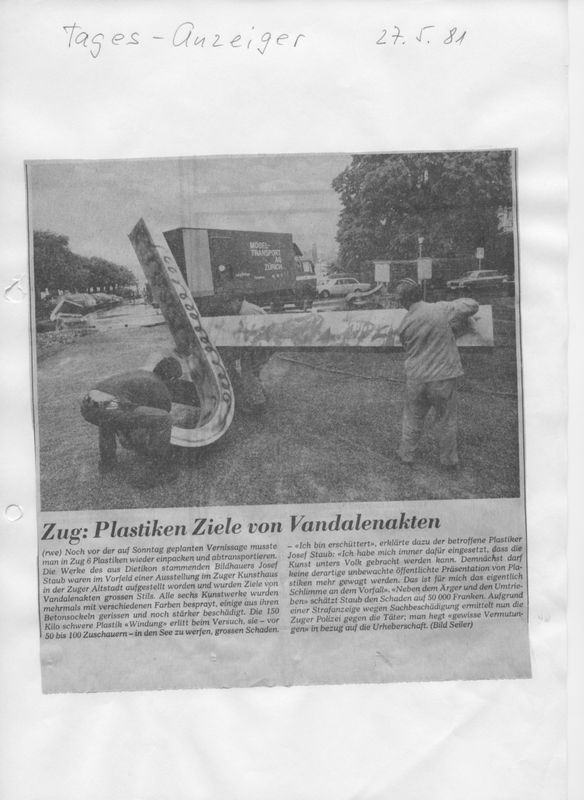 Tages-Anzeiger 27.5.81
MÖBEL-
TRANSPORT
AG
ZÜRICH
Zug: Plastiken Ziele von Vandalenakten
(rwe) Noch vor der auf Sonntag geplanten Vernissage musste
man in Zug 6 Plastiken wieder einpacken und abtransportieren.
Die Werke des aus Dietikon stammenden Bildhauers Josef
Staub waren im Vorfeld einer Ausstellung im Zuger Kunsthaus
in der Zuger Altstadt aufgestellt worden und wurden Ziele von
Vandalenakten grossen Stils. Alle sechs Kunstwerke wurden
mehrmals mit verschiedenen Farben besprayt, einige aus ihren
Betonsockeln gerissen und noch stärker beschädigt. Die 150
Kilo schwere Plastik «Windung» erlitt beim Versuch, sie – vor
50 bis 100 Zuschauern – in den See zu werfen, grossen Schaden.
– «Ich bin erschüttert», erklärte dazu der betroffene Plastiker
Josef Staub: «Ich habe mich immer dafür eingesetzt, dass die
Kunst unters Volk gebracht werden kann. Demnächst darf
keine derartige unbewachte öffentlichte Präsentation von Pla-
stiken mehr gewagt werden. Das ist für mich das eigentlich
Schlimme an dem Vorfall». «Neben dem Ärger und den Umtrie-
ben» schätzt Staub den Schaden auf 50 000 Franken. Aufgrund
einer Strafanzeige wegen Sachbeschädigung ermittelt nun die
Zuger Polizei gegen die Täter; man hegt «gewisse Vermutun-
gen» in bezug auf die Urheberschaft. (Bild Seiler)